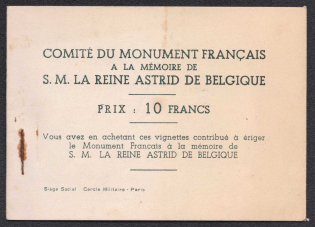 COMITÉ DU MONUMENT FRANÇAIS
A LA MÉMOIRE DE
S. M. LA REINE ASTRID DE BELGIQUE
PRIX : 10 FRANCS
Vous avez en achetant ces vignettes contribué à ériger
le Monument Français à la mémoire de
S. M. LA REINE ASTRID DE BELGIQUE
Siège Social Cercle Militaire - Paris